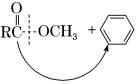 O
RC—OCH₃ +